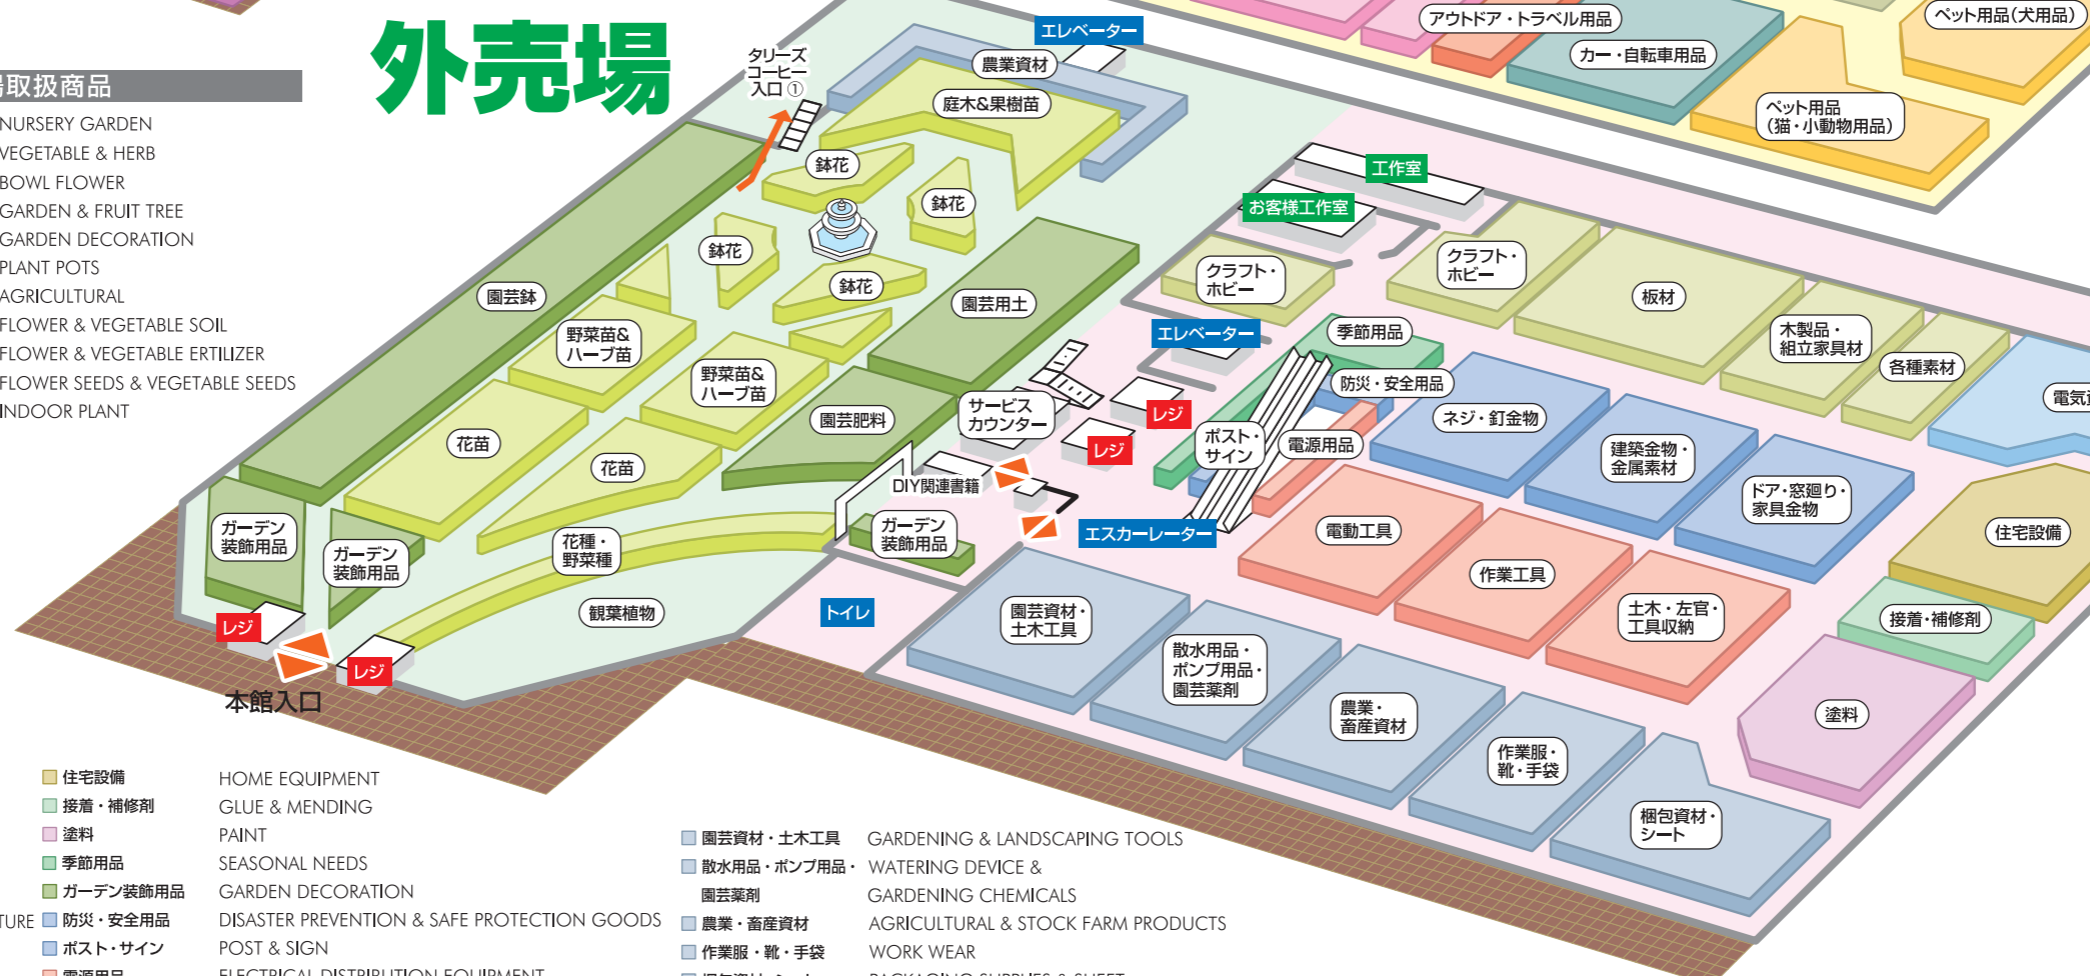 外売場
場取扱商品
NURSERY GARDEN
VEGETABLE & HERB
BOWL FLOWER
GARDEN & FRUIT TREE
GARDEN DECORATION
PLANT POTS
AGRICULTURAL
FLOWER & VEGETABLE SOIL
FLOWER & VEGETABLE ERTILIZER
FLOWER SEEDS & VEGETABLE SEEDS
INDOOR PLANT
タリーズ
コーヒー
入口①
エレベーター
農業資材
庭木&果樹苗
鉢花
鉢花
鉢花
鉢花
園芸鉢
園芸用土
野菜苗&
ハーブ苗
野菜苗&
ハーブ苗
園芸肥料
花苗
花苗
ガーデン
装飾用品
ガーデン
装飾用品
花種・
野菜種
観葉植物
レジ
レジ
本館入口
サービス
カウンター
DIY関連書籍
ガーデン
装飾用品
トイレ
レジ
レジ
エレベーター
エスカーレーター
アウトドア・トラベル用品
カー・自転車用品
ペット用品(犬用品)
ペット用品
(猫・小動物用品)
工作室
お客様工作室
クラフト・
ホビー
クラフト・
ホビー
板材
木製品・
組立家具材
各種素材
季節用品
防災・安全用品
ポスト・
サイン
電源用品
ネジ・釘金物
建築金物・
金属素材
ドア・窓廻り・
家具金物
電気資
住宅設備
電動工具
作業工具
土木・左官・
工具収納
接着・補修剤
塗料
園芸資材・
土木工具
散水用品・
ポンプ用品・
園芸薬剤
農業・
畜産資材
作業服・
靴・手袋
梱包資材・
シート
住宅設備 HOME EQUIPMENT
接着・補修剤 GLUE & MENDING
塗料 PAINT
季節用品 SEASONAL NEEDS
ガーデン装飾用品 GARDEN DECORATION
TURE 防災・安全用品 DISASTER PREVENTION & SAFE PROTECTION GOODS
ポスト・サイン POST & SIGN
電源用品 ELECTRICAL DISTRIBUTION EQUIPMENT
園芸資材・土木工具 GARDENING & LANDSCAPING TOOLS
散水用品・ポンプ用品・ WATERING DEVICE &
園芸薬剤 GARDENING CHEMICALS
農業・畜産資材 AGRICULTURAL & STOCK FARM PRODUCTS
作業服・靴・手袋 WORK WEAR
梱包資材・シート PACKAGING SUPPLIES & SHEET